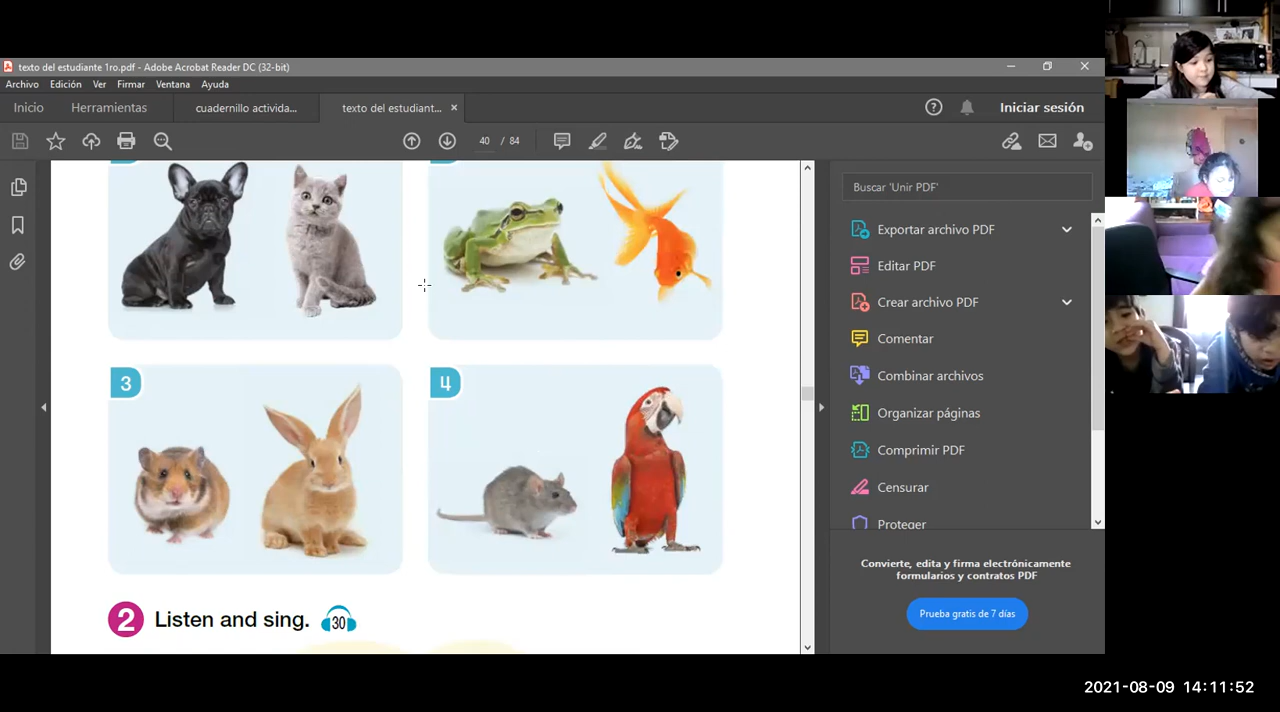 texto del estudiante 1ro.pdf - Adobe Acrobat Reader DC (32-bit)
Archivo Edición Ver Firmar Ventana Ayuda
Inicio Herramientas cuadernillo activida... texto del estudiant... Iniciar sesión
40 / 84
Buscar 'Unir PDF'
Exportar archivo PDF
Editar PDF
Crear archivo PDF
Comentar
Combinar archivos
Organizar páginas
Comprimir PDF
Censurar
Proteger
Convierte, edita y firma electrónicamente
formularios y contratos PDF
Prueba gratis de 7 días
3
4
2 Listen and sing. 30
2021-08-09 14:11:52